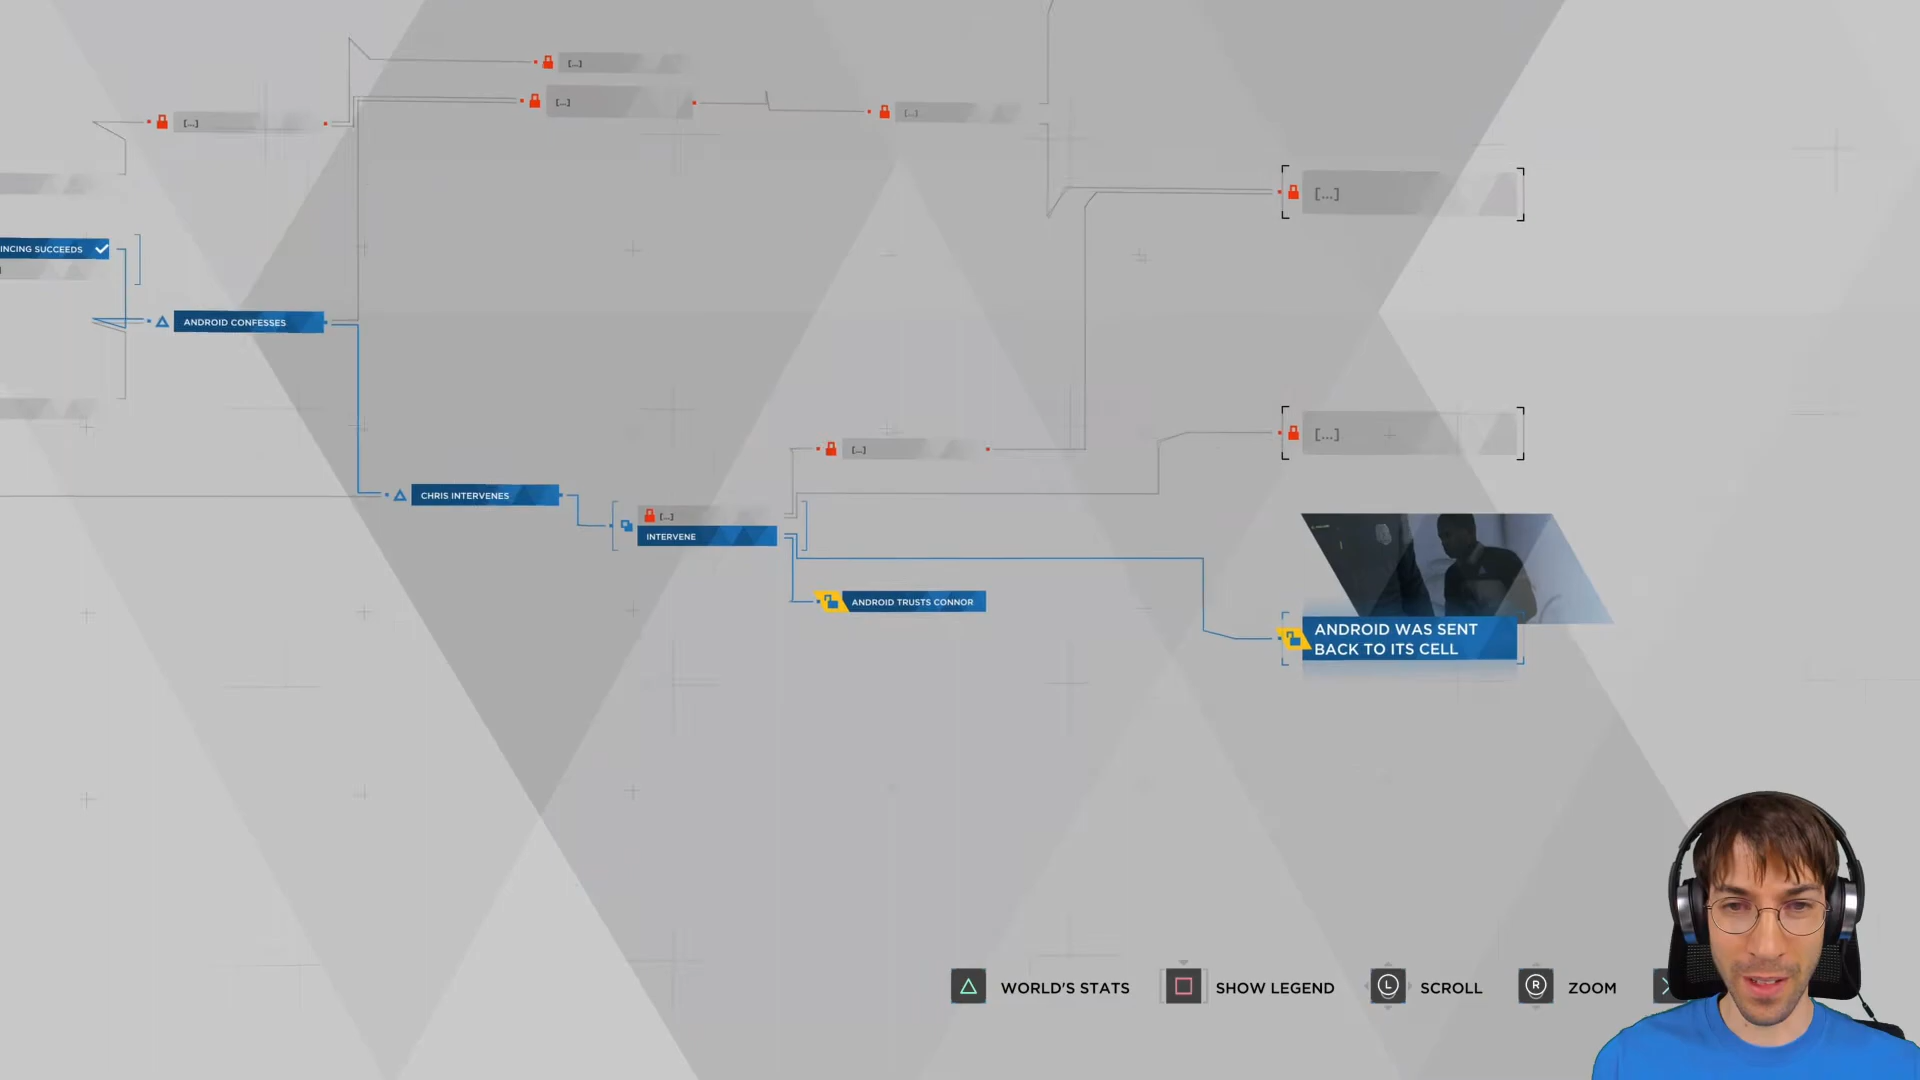 [...]
[...]
[...]
[...]
[...]
INCING SUCCEEDS
ANDROID CONFESSES
[...]
[...]
CHRIS INTERVENES
[...]
INTERVENE
ANDROID TRUSTS CONNOR
ANDROID WAS SENT
BACK TO ITS CELL
WORLD'S STATS
SHOW LEGEND
L
SCROLL
R
ZOOM